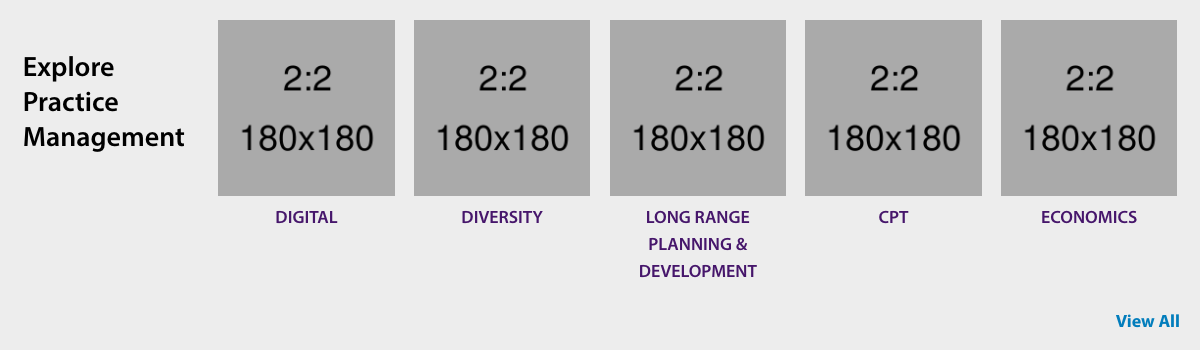 Explore
Practice
Management
2:2
180x180
DIGITAL
2:2
180x180
DIVERSITY
2:2
180x180
LONG RANGE
PLANNING &
DEVELOPMENT
2:2
180x180
CPT
2:2
180x180
ECONOMICS
View All